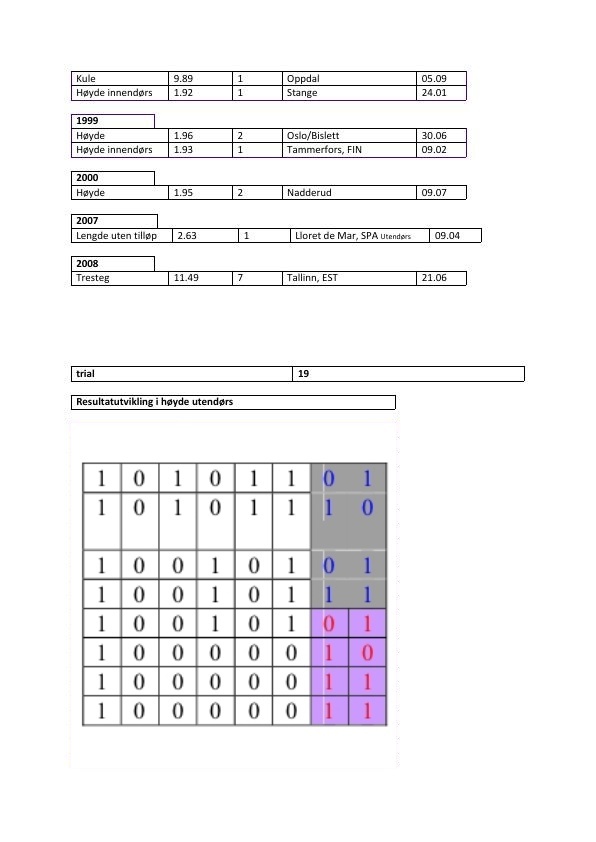 Kule 9.89 1 Oppdal 05.09
Høyde innendørs 1.92 1 Stange 24.01
1999
Høyde 1.96 2 Oslo/Bislett 30.06
Høyde innendørs 1.93 1 Tammerfors, FIN 09.02
2000
Høyde 1.95 2 Nadderud 09.07
2007
Lengde uten tilløp 2.63 1 Lloret de Mar, SPA Utendørs 09.04
2008
Tresteg 11.49 7 Tallinn, EST 21.06
trial 19
Resultatutvikling i høyde utendørs
1 0 1 0 1 1 0 1
1 0 1 0 1 1 1 0
1 0 0 1 0 1 0 1
1 0 0 1 0 1 1 1
1 0 0 1 0 1 0 1
1 0 0 0 0 0 1 0
1 0 0 0 0 0 1 1
1 0 0 0 0 0 1 1